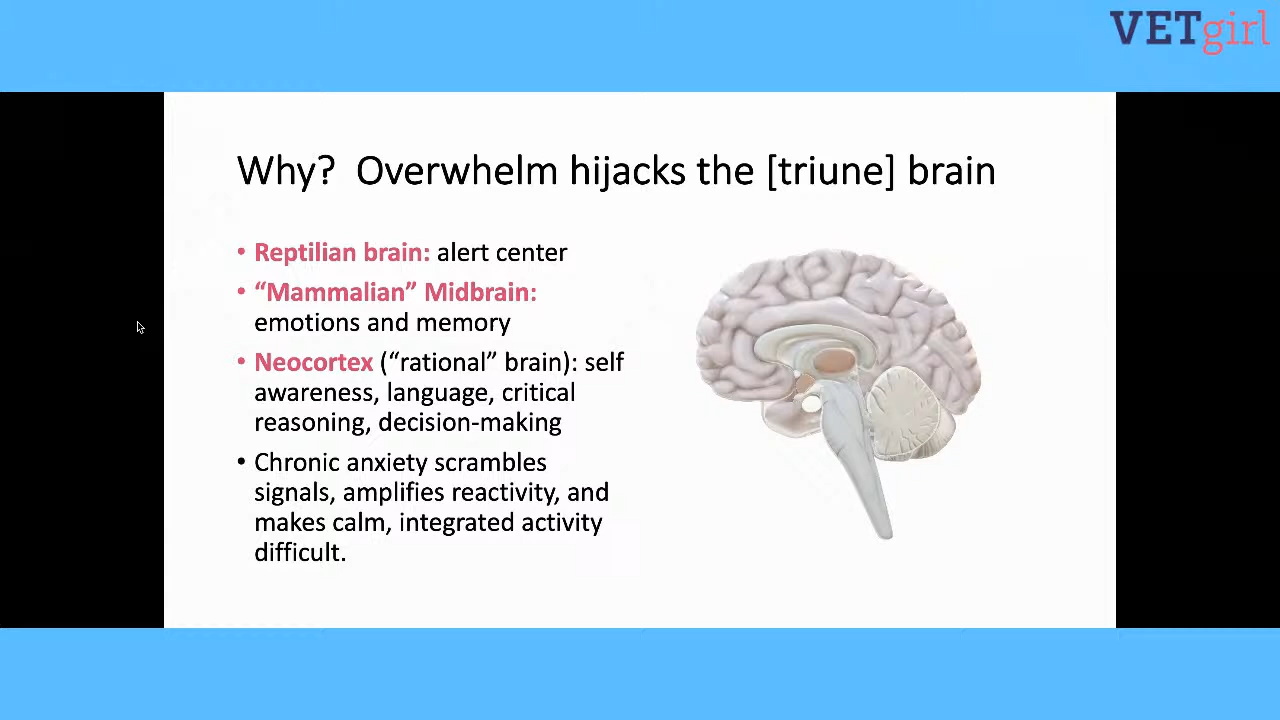 VETgirl
Why?  Overwhelm hijacks the [triune] brain
• Reptilian brain: alert center
• “Mammalian” Midbrain:
emotions and memory
• Neocortex (“rational” brain): self
awareness, language, critical
reasoning, decision-making
• Chronic anxiety scrambles
signals, amplifies reactivity, and
makes calm, integrated activity
difficult.